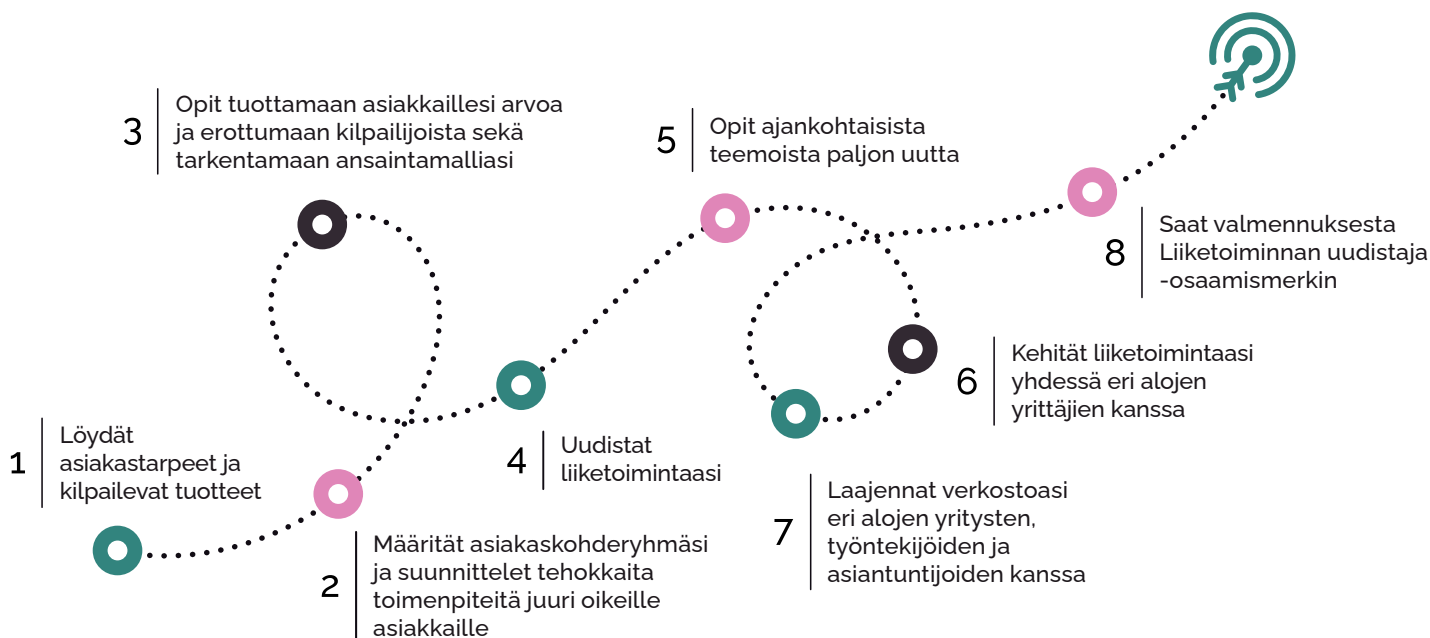 1
Löydät
asiakastarpeet ja
kilpailevat tuotteet
2
Määrität asiakaskohderyhmäsi
ja suunnittelet tehokkaita
toimenpiteitä juuri oikeille
asiakkaille
3
Opit tuottamaan asiakkaillesi arvoa
ja erottumaan kilpailijoista sekä
tarkentamaan ansaintamalliasi
4
Uudistat
liiketoimintaasi
5
Opit ajankohtaisista
teemoista paljon uutta
6
Kehität liiketoimintaasi
yhdessä eri alojen
yrittäjien kanssa
7
Laajennat verkostoasi
eri alojen yritysten,
työntekijöiden ja
asiantuntijoiden kanssa
8
Saat valmennuksesta
Liiketoiminnan uudistaja
-osaamismerkin